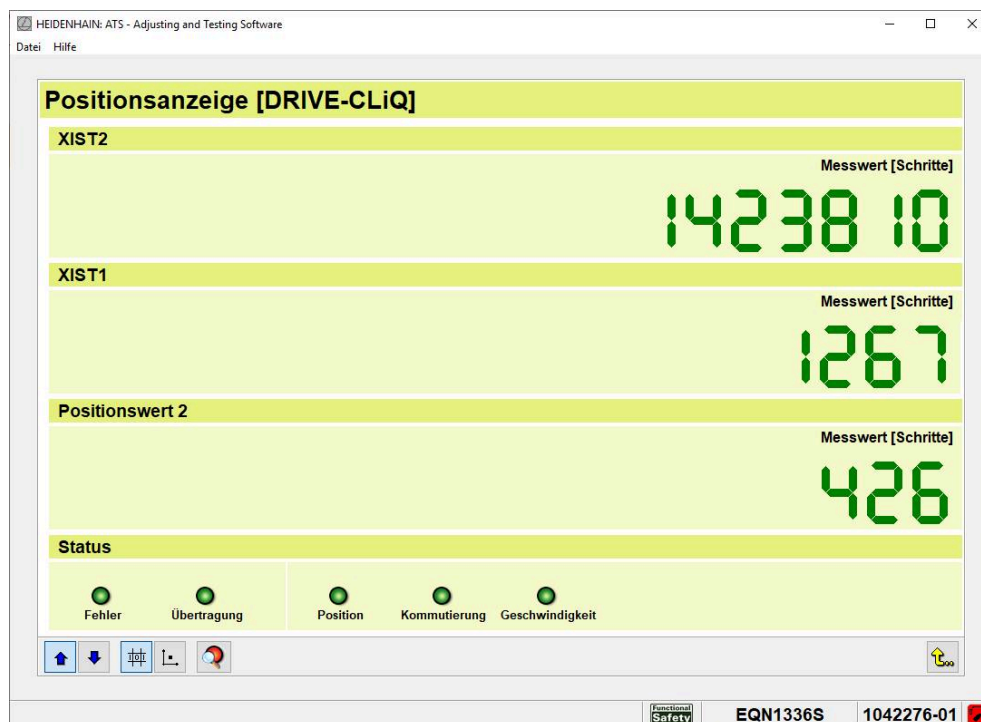 HEIDENHAIN: ATS - Adjusting and Testing Software
Datei Hilfe
Positionsanzeige [DRIVE-CLiQ]
XIST2
Messwert [Schritte]
1423810
XIST1
Messwert [Schritte]
1267
Positionswert 2
Messwert [Schritte]
426
Status
Fehler Übertragung Position Kommutierung Geschwindigkeit
Functional
Safety EQN1336S 1042276-01